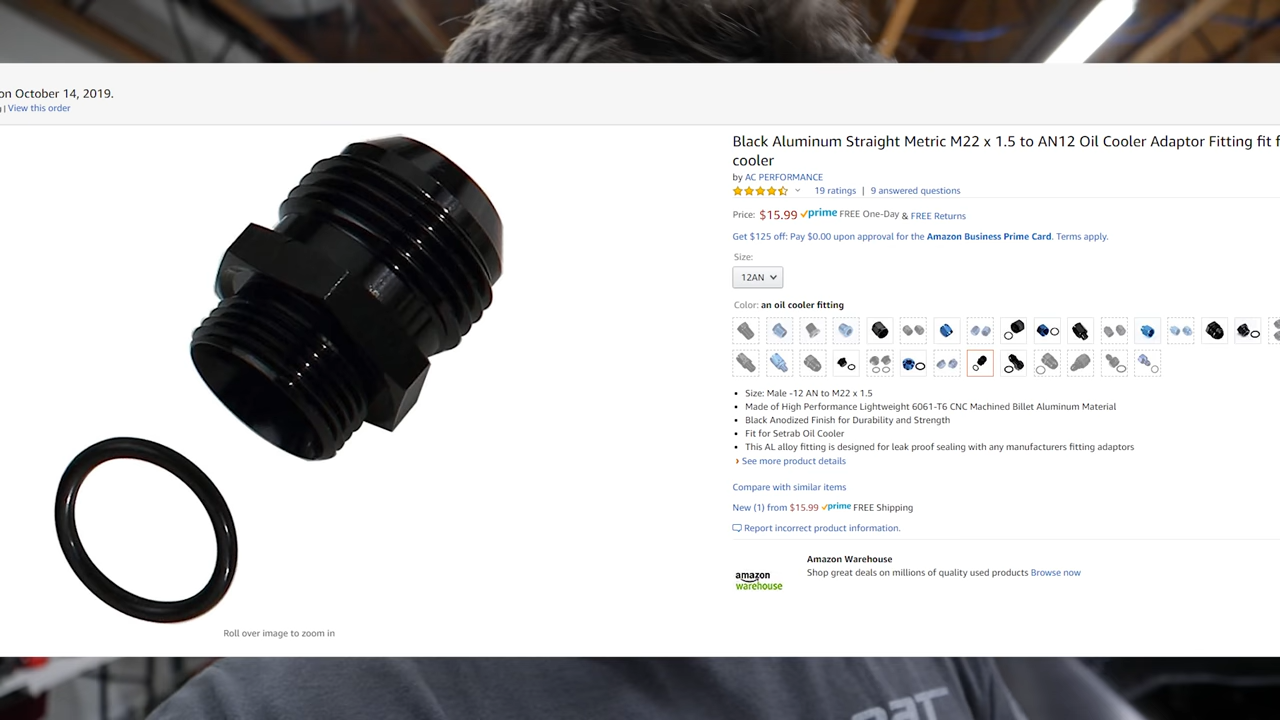 on October 14, 2019.
| View this order
Black Aluminum Straight Metric M22 x 1.5 to AN12 Oil Cooler Adaptor Fitting fit f
cooler
by AC PERFORMANCE
19 ratings | 9 answered questions
Price: $15.99 prime FREE One-Day & FREE Returns
Get $125 off: Pay $0.00 upon approval for the Amazon Business Prime Card. Terms apply.
Size:
12AN
Color: an oil cooler fitting
• Size: Male -12 AN to M22 x 1.5
• Made of High Performance Lightweight 6061-T6 CNC Machined Billet Aluminum Material
• Black Anodized Finish for Durability and Strength
• Fit for Setrab Oil Cooler
• This AL alloy fitting is designed for leak proof sealing with any manufacturers fitting adaptors
› See more product details
Compare with similar items
New (1) from $15.99 prime FREE Shipping
Report incorrect product information.
Amazon Warehouse
Shop great deals on millions of quality used products Browse now
amazon
warehouse
Roll over image to zoom in